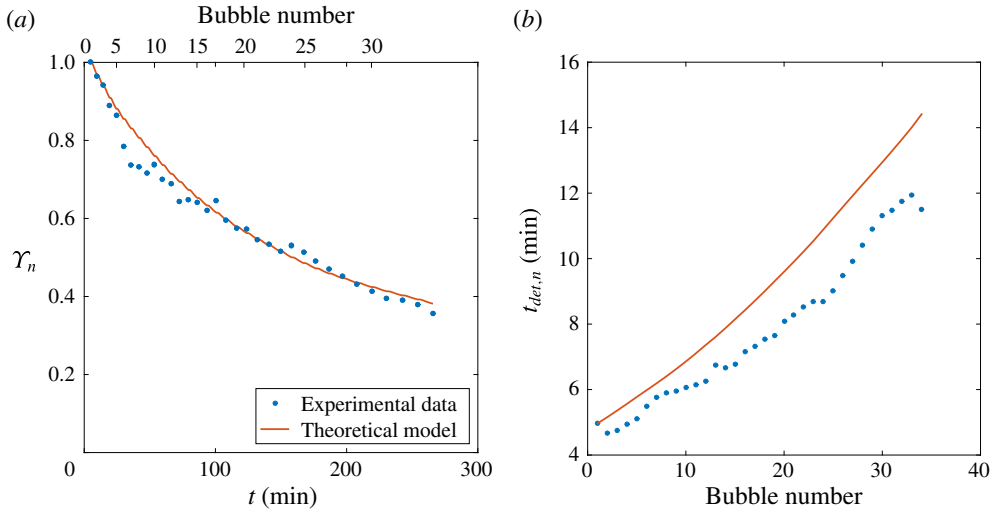 (a)
Bubble number
0 5 10 15 20 25 30
1.0
0.8
0.6
ϒn
0.4
0.2
0 100 200 300
t (min)
Experimental data
Theoretical model
(b)
16
14
12
tdet,n (min)
10
8
6
4
0 10 20 30 40
Bubble number